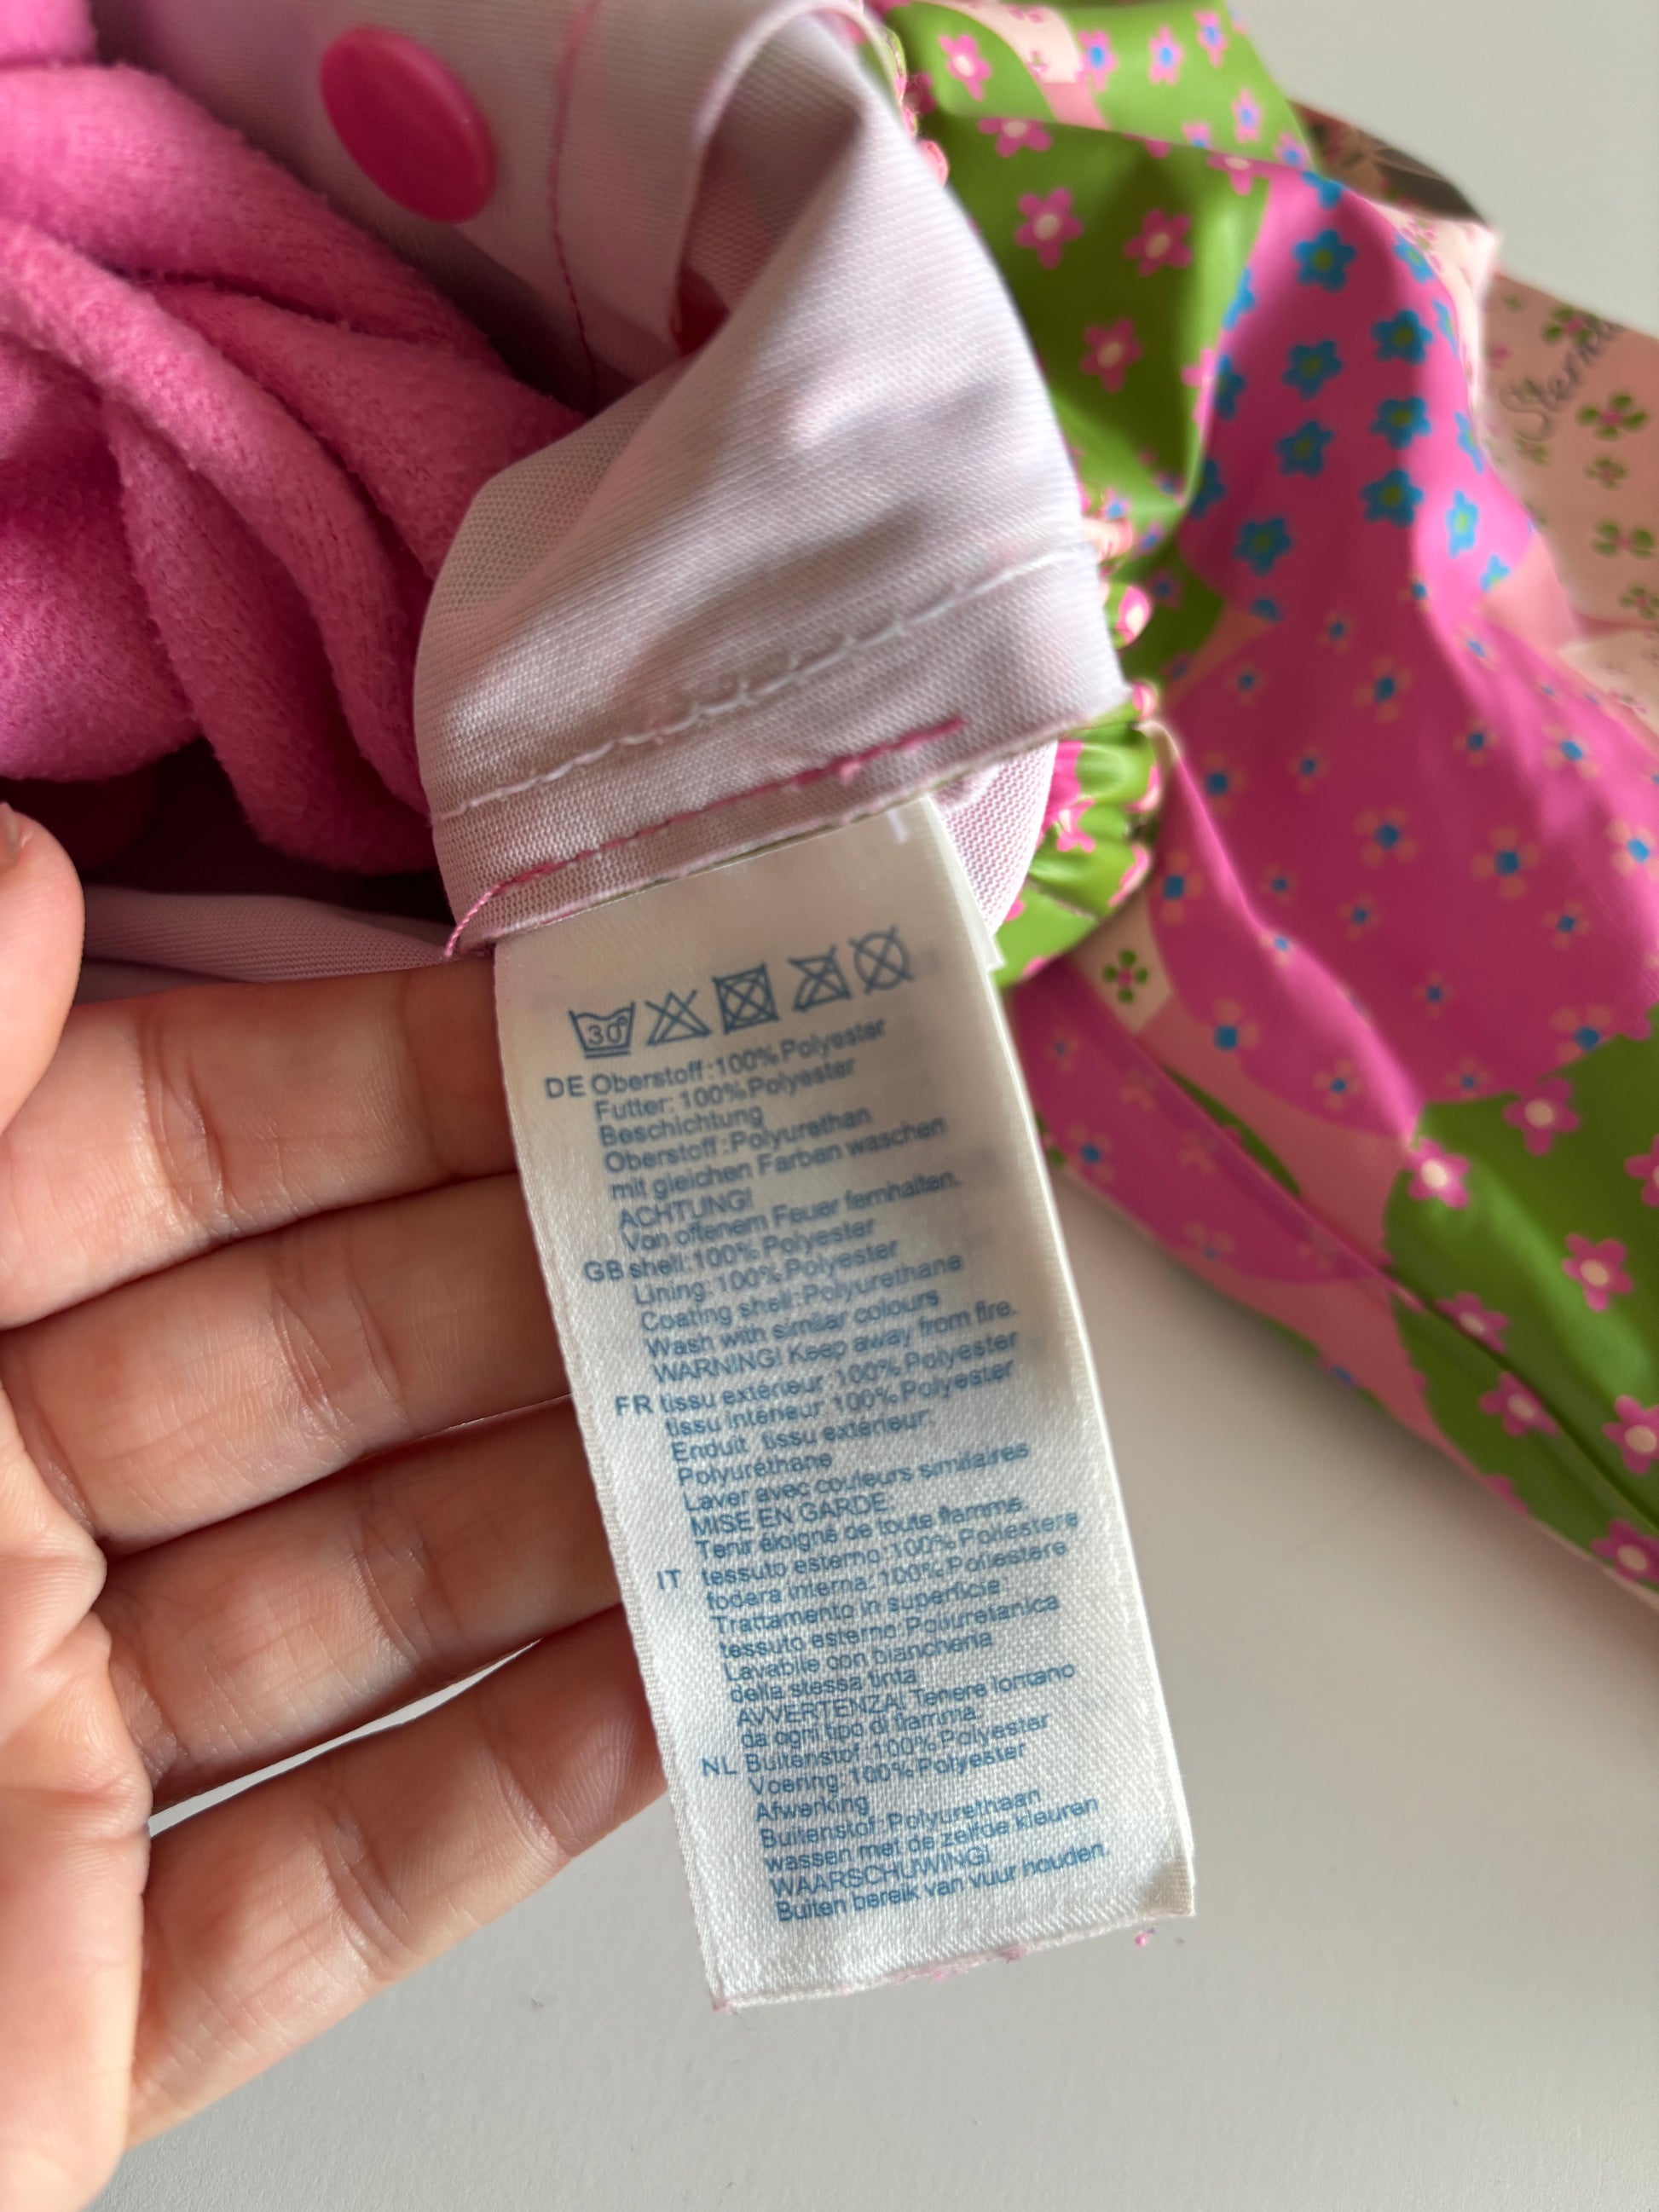 Sterntaler
30°
DE Oberstoff:100%Polyester
Futter: 100%Polyester
Beschichtung
Oberstoff:Polyurethan
mit gleichen Farben waschen
ACHTUNG!
Von offenem Feuer fernhalten.
GB shell:100%Polyester
Lining:100%Polyester
Coating shell:Polyurethane
Wash with similar colours
WARNING! Keep away from fire.
FR tissu extérieur: 100%Polyester
tissu intérieur: 100%Polyester
Enduit tissu extérieur:
Polyuréthane
Laver avec couleurs similaires
MISE EN GARDE:
Tenir éloigné de toute flamme.
IT tessuto esterno:100% Poliestere
fodera interna: 100% Poliestere
Trattamento in superficie
tessuto esterno:Poliuretanica
Lavabile con biancheria
della stessa tinta
AVVERTENZA! Tenere lontano
da ogni tipo di fiamma.
NL Buitenstof:100%Polyester
Voering: 100%Polyester
Afwerking
Buitenstof: Polyurethaan
wassen met de zelfde kleuren
WAARSCHUWING!
Buiten bereik van vuur houden.